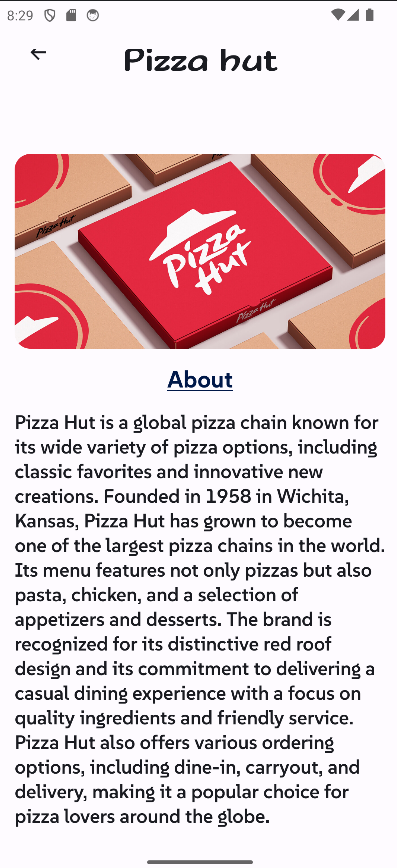 8:29
Pizza hut
Pizza Hut
Pizza
Hut
Pizza Hut
About
Pizza Hut is a global pizza chain known for
its wide variety of pizza options, including
classic favorites and innovative new
creations. Founded in 1958 in Wichita,
Kansas, Pizza Hut has grown to become
one of the largest pizza chains in the world.
Its menu features not only pizzas but also
pasta, chicken, and a selection of
appetizers and desserts. The brand is
recognized for its distinctive red roof
design and its commitment to delivering a
casual dining experience with a focus on
quality ingredients and friendly service.
Pizza Hut also offers various ordering
options, including dine-in, carryout, and
delivery, making it a popular choice for
pizza lovers around the globe.